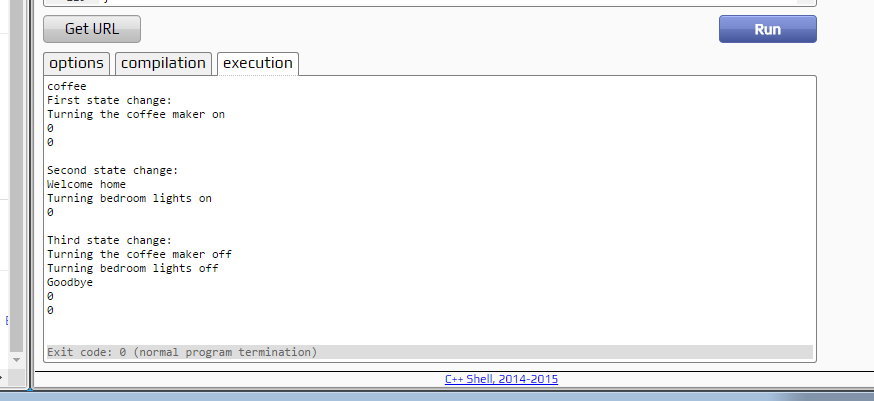 Get URL
Run
options
compilation
execution
coffee
First state change:
Turning the coffee maker on
0
0
Second state change:
Welcome home
Turning bedroom lights on
0
Third state change:
Turning the coffee maker off
Turning bedroom lights off
Goodbye
0
0
Exit code: 0 (normal program termination)
C++ Shell, 2014-2015